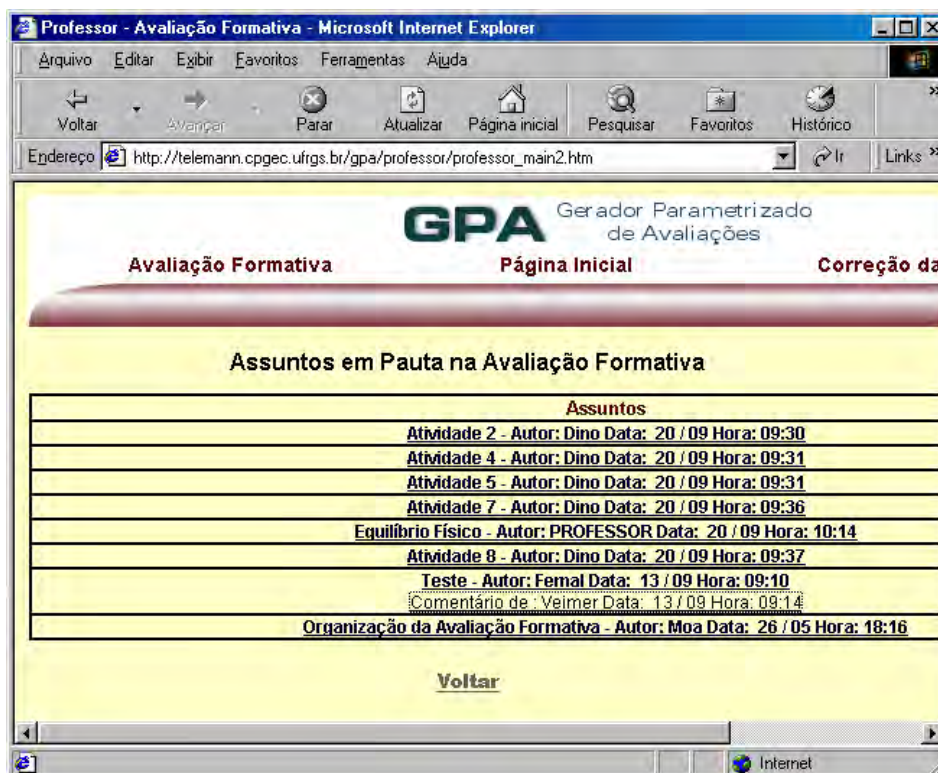 Professor - Avaliação Formativa - Microsoft Internet Explorer
Arquivo Editar Exibir Favoritos Ferramentas Ajuda
Voltar Avançar Parar Atualizar Página inicial Pesquisar Favoritos Histórico
Endereço http://telemann.cpgec.ufrgs.br/gpa/professor/professor_main2.htm Ir Links
GPA Gerador Parametrizado
de Avaliações
Avaliação Formativa Página Inicial Correção da
Assuntos em Pauta na Avaliação Formativa
Assuntos
Atividade 2 - Autor: Dino Data: 20 / 09 Hora: 09:30
Atividade 4 - Autor: Dino Data: 20 / 09 Hora: 09:31
Atividade 5 - Autor: Dino Data: 20 / 09 Hora: 09:31
Atividade 7 - Autor: Dino Data: 20 / 09 Hora: 09:36
Equilíbrio Físico - Autor: PROFESSOR Data: 20 / 09 Hora: 10:14
Atividade 8 - Autor: Dino Data: 20 / 09 Hora: 09:37
Teste - Autor: Femal Data: 13 / 09 Hora: 09:10
Comentário de : Veimer Data: 13 / 09 Hora: 09:14
Organização da Avaliação Formativa - Autor: Moa Data: 26 / 05 Hora: 18:16
Voltar
Internet